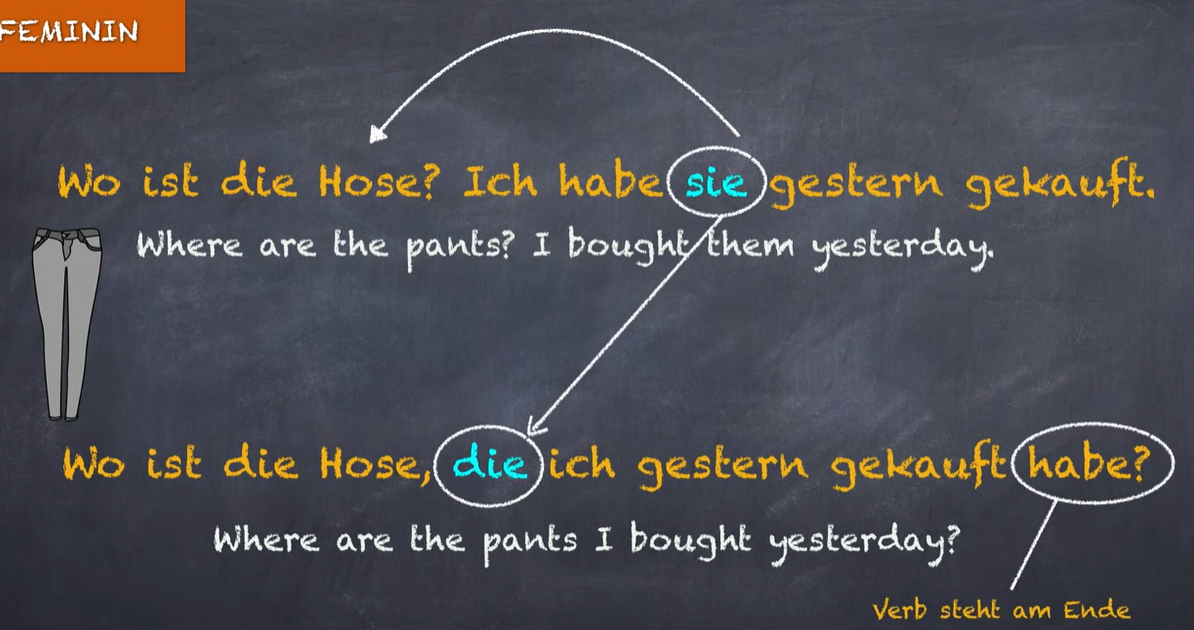 FEMININ
Wo ist die Hose? Ich habe sie gestern gekauft.
Where are the pants? I bought them yesterday.
Wo ist die Hose, die ich gestern gekauft habe?
Where are the pants I bought yesterday?
Verb steht am Ende